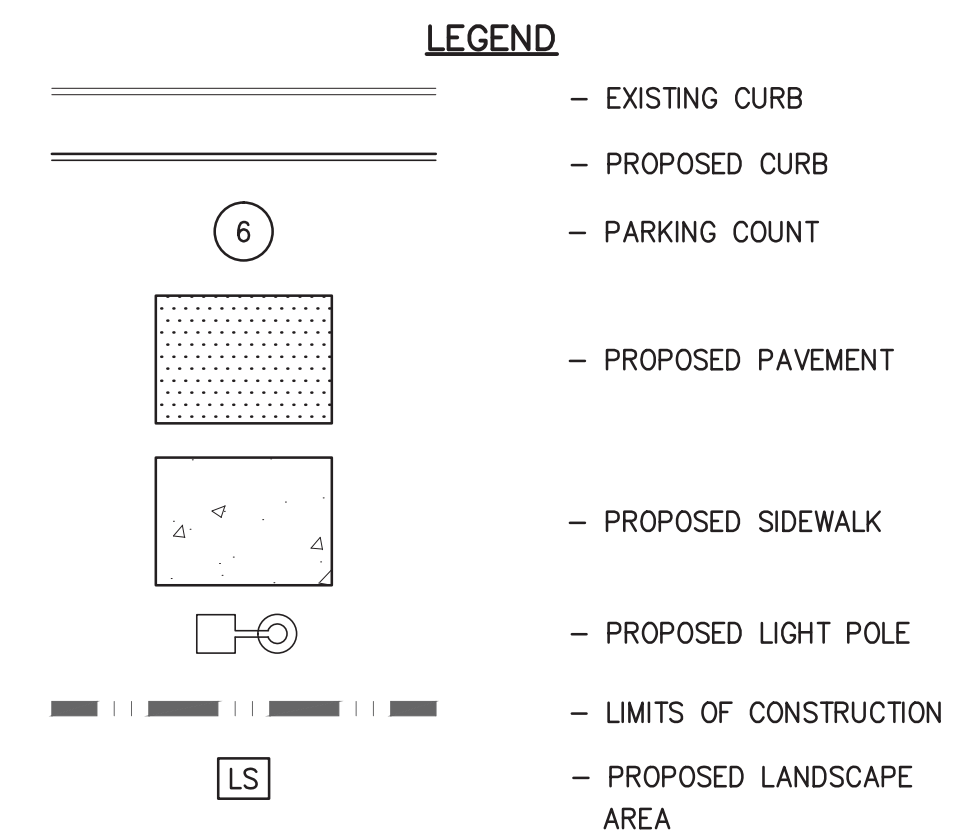 LEGEND
- EXISTING CURB
- PROPOSED CURB
6 - PARKING COUNT
- PROPOSED PAVEMENT
- PROPOSED SIDEWALK
- PROPOSED LIGHT POLE
- LIMITS OF CONSTRUCTION
LS - PROPOSED LANDSCAPE
AREA